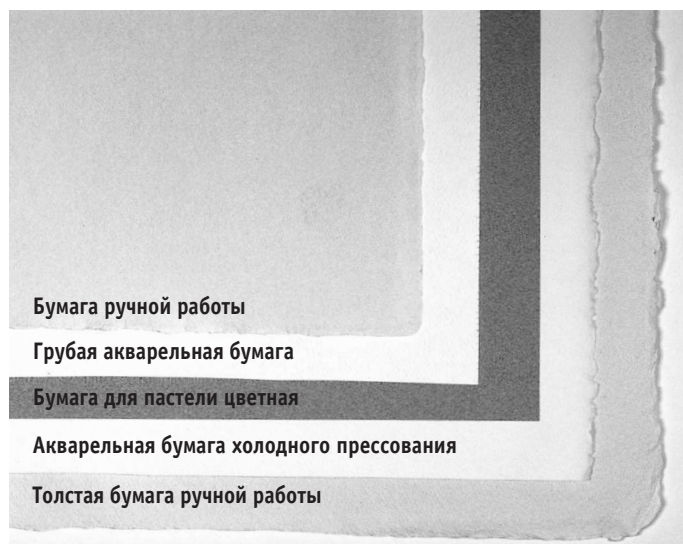 Бумага ручной работы
Грубая акварельная бумага
Бумага для пастели цветная
Акварельная бумага холодного прессования
Толстая бумага ручной работы